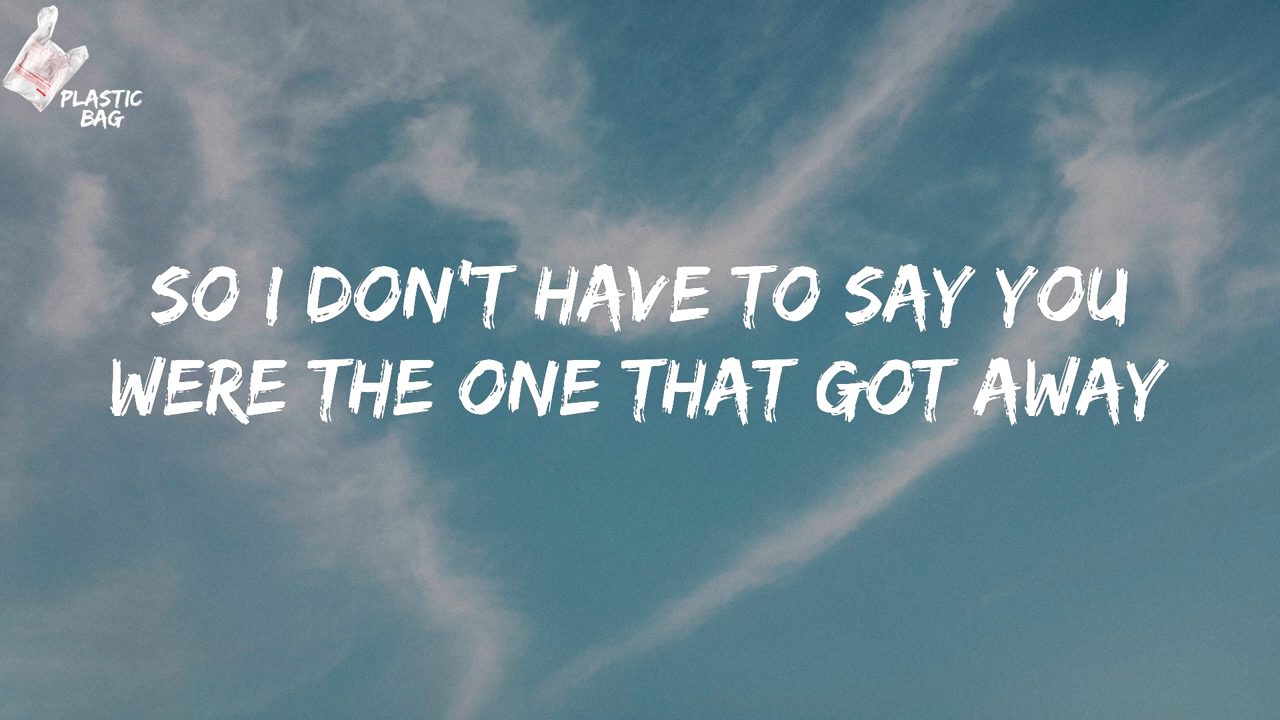 PLASTIC
BAG
SO I DON'T HAVE TO SAY YOU
WERE THE ONE THAT GOT AWAY